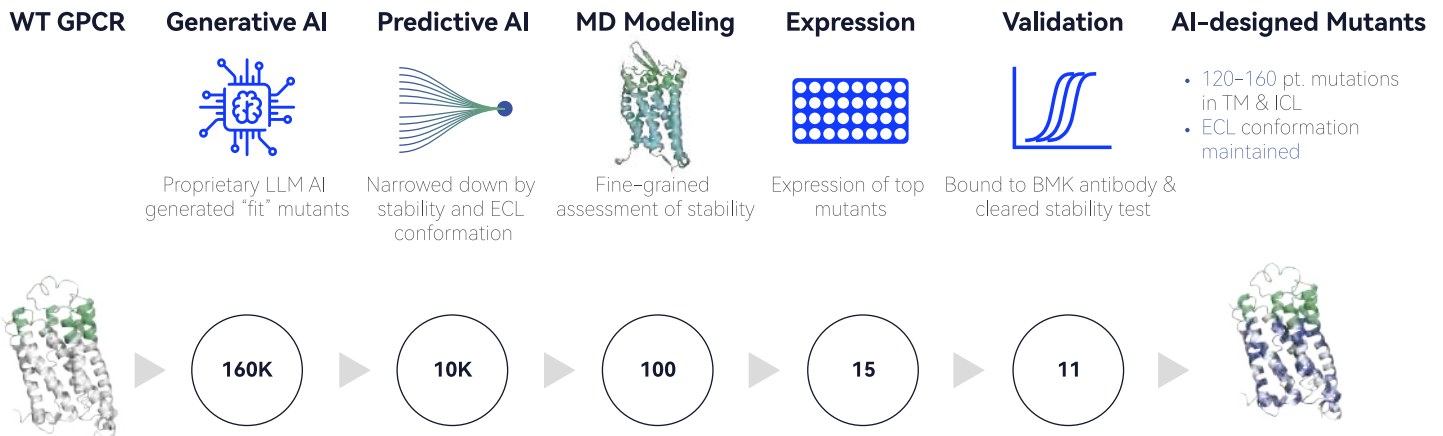 WT GPCR
Generative AI
Predictive AI
MD Modeling
Expression
Validation
AI-designed Mutants
Proprietary LLM AI
generated “fit” mutants
Narrowed down by
stability and ECL
conformation
Fine-grained
assessment of stability
Expression of top
mutants
Bound to BMK antibody &
cleared stability test
• 120-160 pt. mutations
in TM & ICL
• ECL conformation
maintained
160K
10K
100
15
11